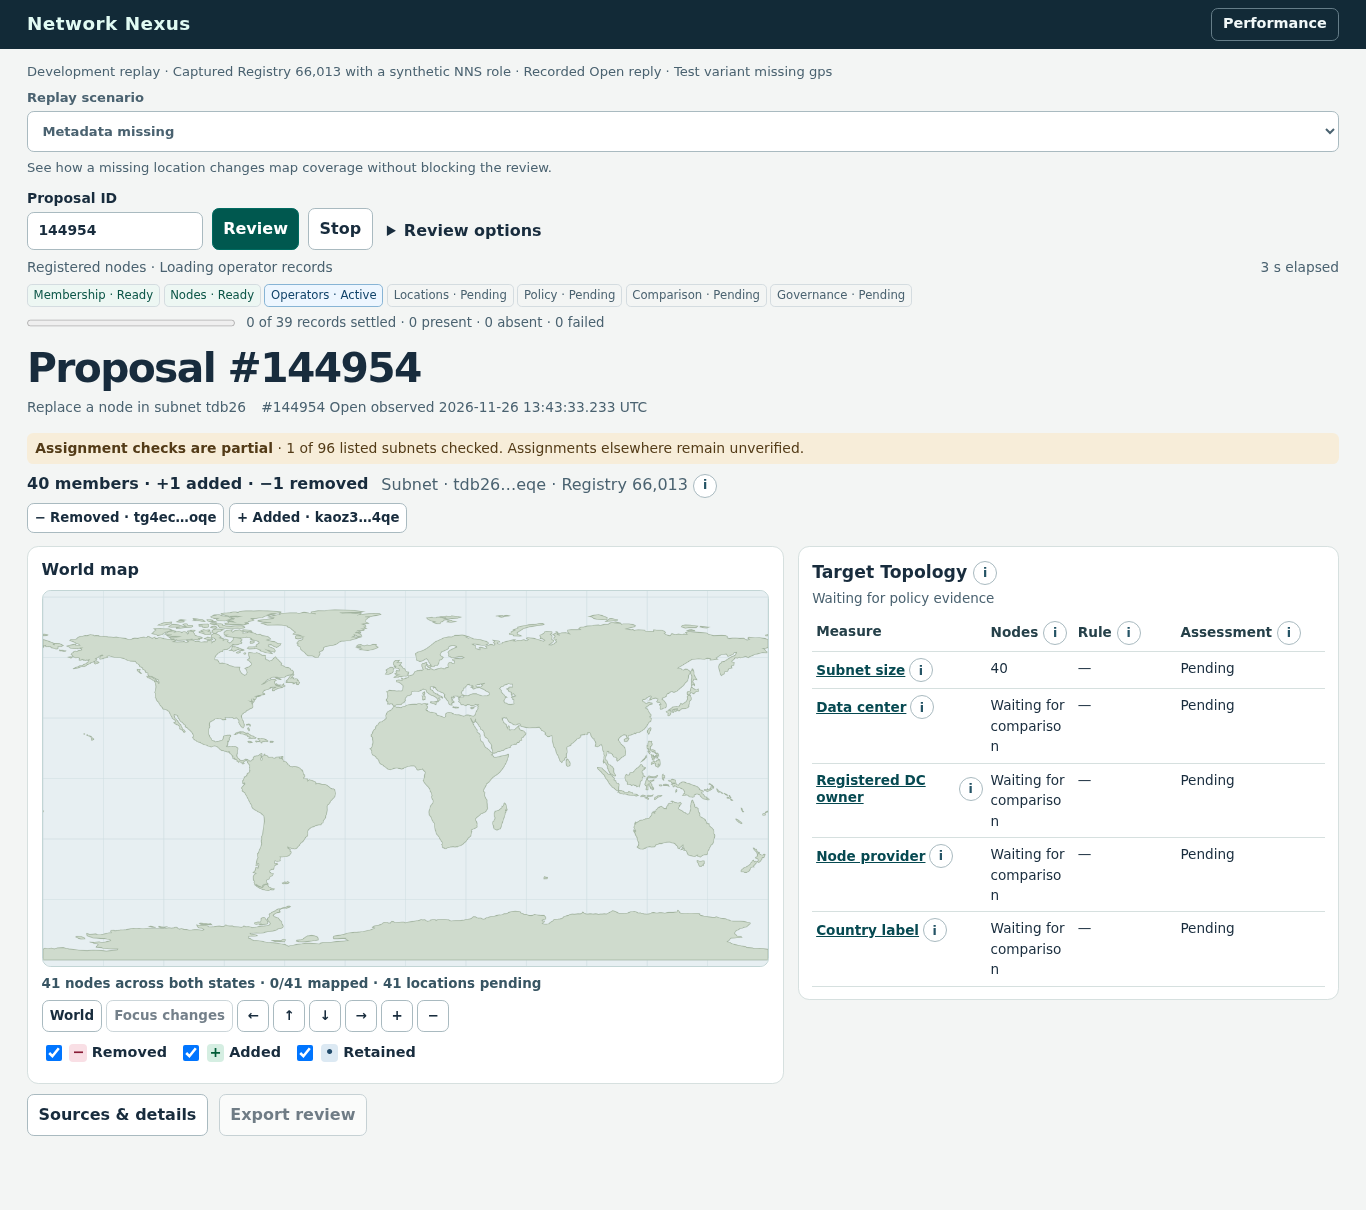 Network Nexus
Performance
Development replay · Captured Registry 66,013 with a synthetic NNS role · Recorded Open reply · Test variant missing gps
Replay scenario
Metadata missing
See how a missing location changes map coverage without blocking the review.
Proposal ID
144954
Review
Stop
▶ Review options
Registered nodes · Loading operator records
3 s elapsed
Membership · Ready
Nodes · Ready
Operators · Active
Locations · Pending
Policy · Pending
Comparison · Pending
Governance · Pending
0 of 39 records settled · 0 present · 0 absent · 0 failed
Proposal #144954
Replace a node in subnet tdb26 #144954 Open observed 2026-11-26 13:43:33.233 UTC
Assignment checks are partial · 1 of 96 listed subnets checked. Assignments elsewhere remain unverified.
40 members · +1 added · −1 removed Subnet · tdb26…eqe · Registry 66,013 i
− Removed · tg4ec…oqe
+ Added · kaoz3…4qe
World map
41 nodes across both states · 0/41 mapped · 41 locations pending
World
Focus changes
←
↑
↓
→
+
−
− Removed
+ Added
• Retained
Target Topology i
Waiting for policy evidence
Measure Nodes i Rule i Assessment i
Subnet size i 40 — Pending
Data center i Waiting for — Pending
compariso
n
Registered DC i Waiting for — Pending
owner compariso
n
Node provider i Waiting for — Pending
compariso
n
Country label i Waiting for — Pending
compariso
n
Sources & details
Export review